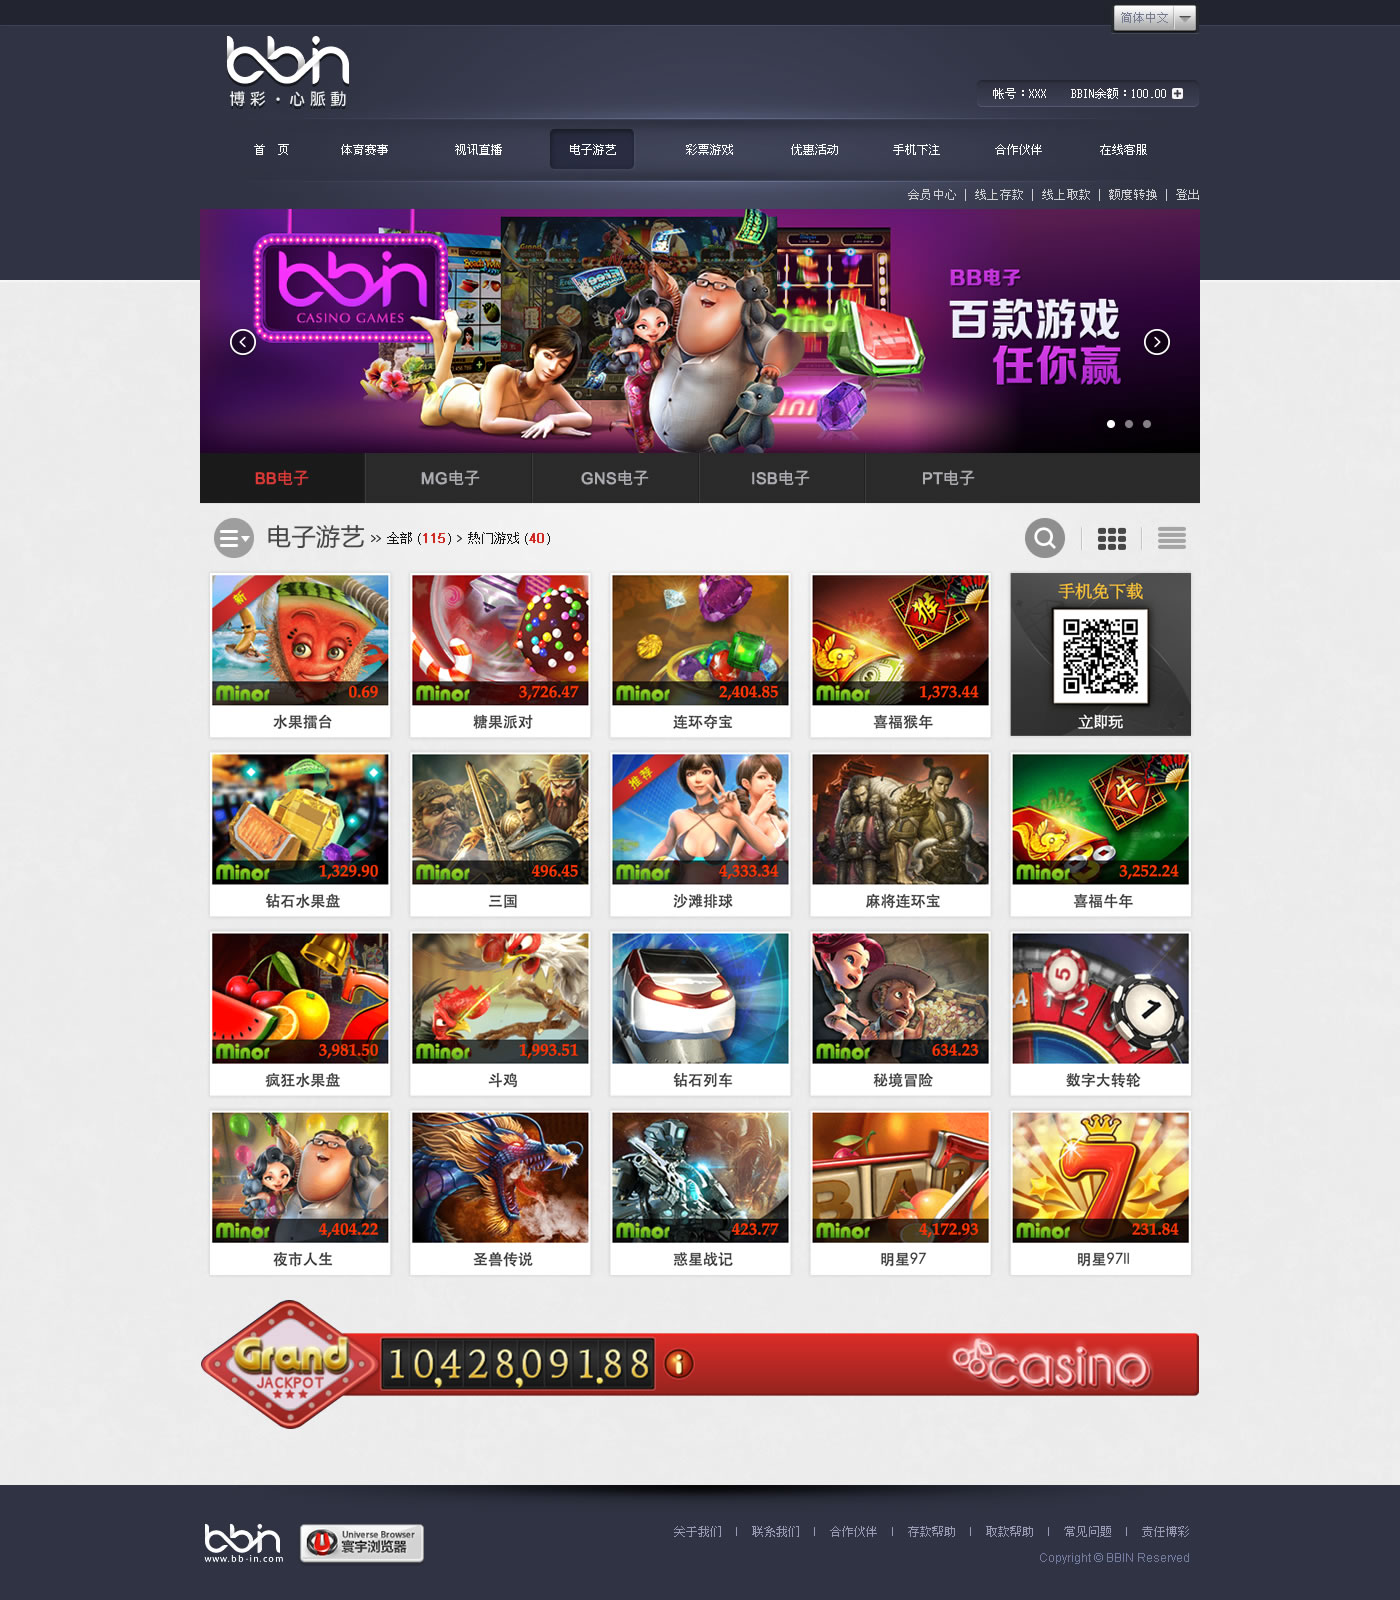 简体中文
bbin
博彩·心脈動
帐号：XXX BBIN余额：100.00
首 页 体育赛事 视讯直播 电子游艺 彩票游戏 优惠活动 手机下注 合作伙伴 在线客服
会员中心 | 线上存款 | 线上取款 | 额度转换 | 登出
bbin
CASINO GAMES
BB电子
百款游戏
任你赢
BB电子 MG电子 GNS电子 ISB电子 PT电子
电子游艺 » 全部 (115) > 热门游戏 (40)
新
Minor 0.69
水果擂台
Minor 3,726.47
糖果派对
Minor 2,404.85
连环夺宝
猴
Minor 1,373.44
喜福猴年
手机免下载
立即玩
Minor 1,329.90
钻石水果盘
Minor 496.45
三国
推荐
Minor 4,333.34
沙滩排球
麻将连环宝
牛
Minor 3,252.24
喜福牛年
Minor 3,981.50
疯狂水果盘
Minor 1,993.51
斗鸡
钻石列车
Minor 634.23
秘境冒险
5
24 1 2 1
数字大转轮
Minor 4,404.22
夜市人生
圣兽传说
Minor 423.77
惑星战记
BAR
Minor 4,172.93
明星97
7
Minor 231.84
明星97II
Grand
JACKPOT
1042,809,188
casino
bbin
www.bb-in.com
Universe Browser
寰宇浏览器
关于我们 | 联系我们 | 合作伙伴 | 存款帮助 | 取款帮助 | 常见问题 | 责任博彩
Copyright © BBIN Reserved